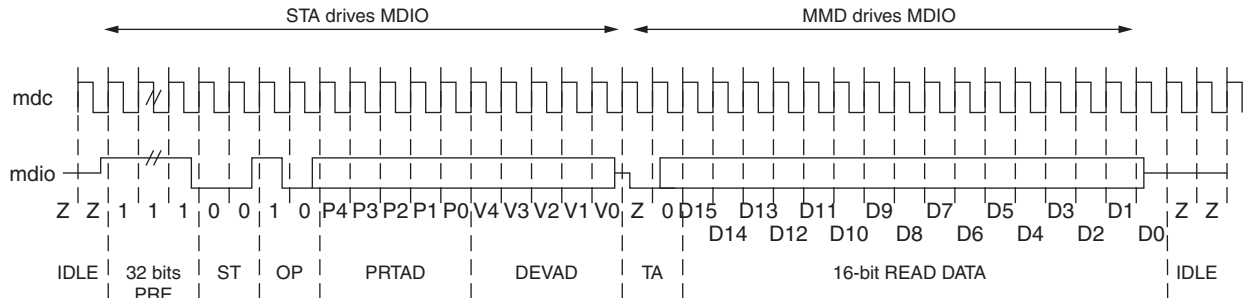 STA drives MDIO MMD drives MDIO
mdc
mdio
Z Z 1 1 1 0 0 1 0 P4 P3 P2 P1 P0 V4 V3 V2 V1 V0 Z 0 D15 D13 D11 D9 D7 D5 D3 D1 Z Z
D14 D12 D10 D8 D6 D4 D2 D0
IDLE 32 bits ST OP PRTAD DEVAD TA 16-bit READ DATA IDLE
PRE